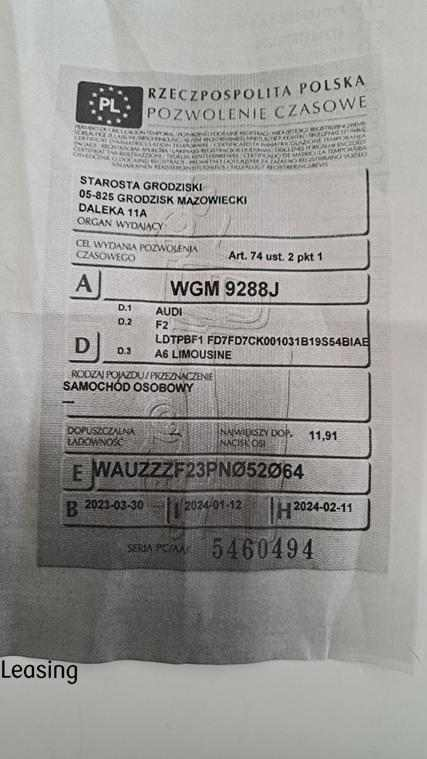 PL
RZECZPOSPOLITA POLSKA
POZWOLENIE CZASOWE
STAROSTA GRODZISKI
05-825 GRODZISK MAZOWIECKI
DALEKA 11A
ORGAN WYDAJĄCY
CEL WYDANIA POZWOLENIA
CZASOWEGO
Art. 74 ust. 2 pkt 1
A WGM 9288J
D.1 AUDI
D.2 F2
LDTPBF1 FD7FD7CK001031B19S54BIAE
D D.3 A6 LIMOUSINE
RODZAJ POJAZDU / PRZEZNACZENIE
SAMOCHÓD OSOBOWY
—
DOPUSZCZALNA
ŁADOWNOŚĆ
NAJWIĘKSZY DOP.
NACISK OSI
11,91
E WAUZZZF23PNØ52Ø64
B 2023-03-30 I 2024-01-12 H 2024-02-11
SERIA PC/AAI 5460494
Leasing